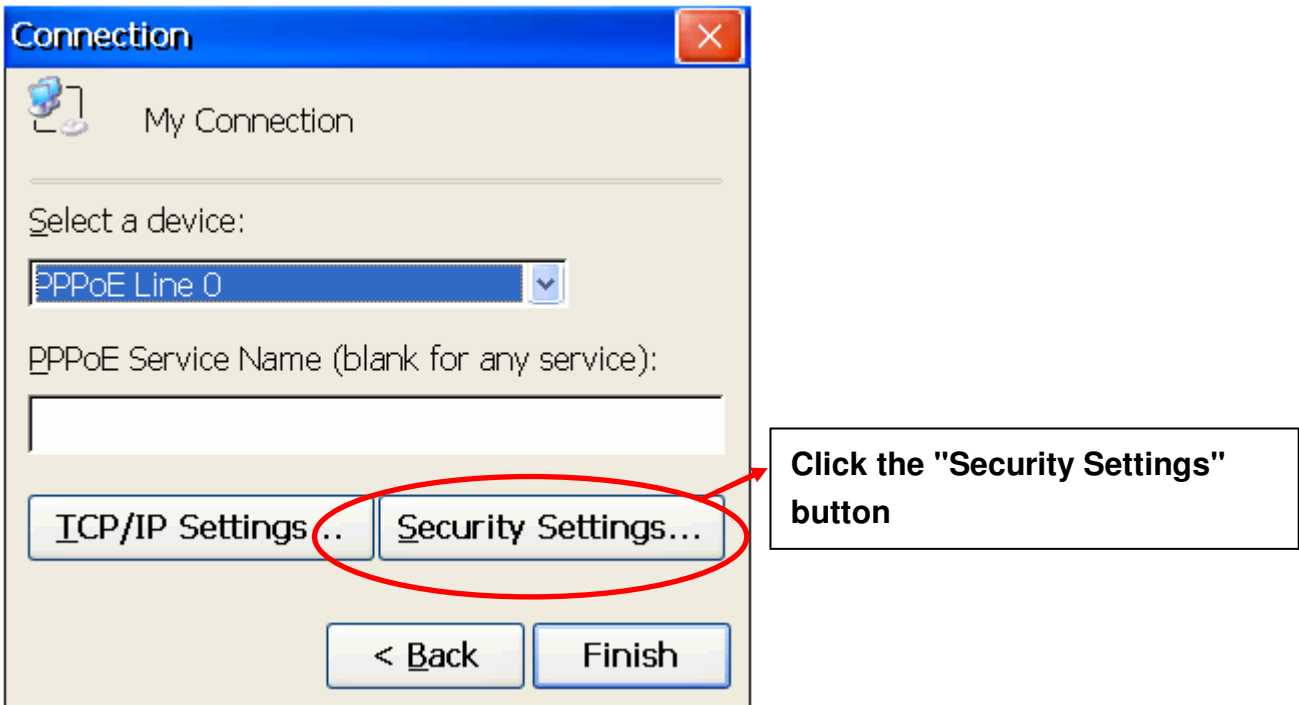 Connection
My Connection
Select a device:
PPPoE Line 0
PPPoE Service Name (blank for any service):
Click the "Security Settings"
button
TCP/IP Settings...
Security Settings...
< Back
Finish